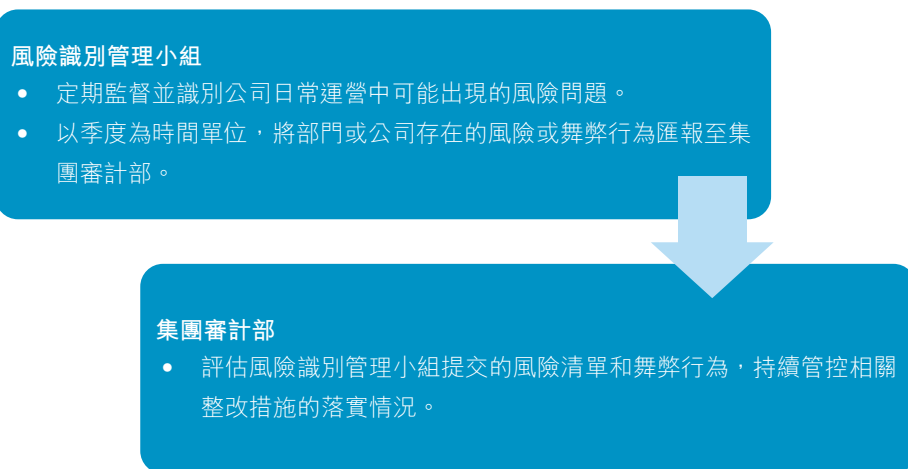 風險識別管理小組
• 定期監督並識別公司日常運營中可能出現的風險問題。
• 以季度為時間單位，將部門或公司存在的風險或舞弊行為匯報至集
團審計部。
集團審計部
• 評估風險識別管理小組提交的風險清單和舞弊行為，持續管控相關
整改措施的落實情況。